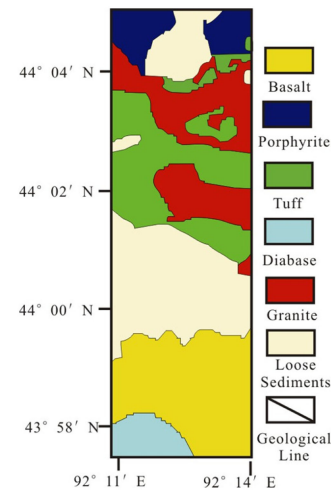 44° 04′ N
44° 02′ N
44° 00′ N
43° 58′ N
92° 11′ E
92° 14′ E
Basalt
Porphyrite
Tuff
Diabase
Granite
Loose
Sediments
Geological
Line